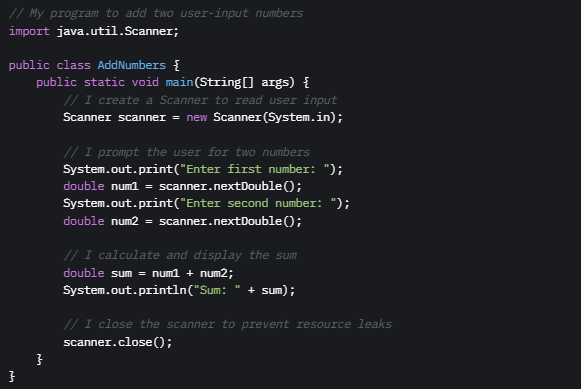 // My program to add two user-input numbers
import java.util.Scanner;
public class AddNumbers {
public static void main(String[] args) {
// I create a Scanner to read user input
Scanner scanner = new Scanner(System.in);
// I prompt the user for two numbers
System.out.print("Enter first number: ");
double num1 = scanner.nextDouble();
System.out.print("Enter second number: ");
double num2 = scanner.nextDouble();
// I calculate and display the sum
double sum = num1 + num2;
System.out.println("Sum: " + sum);
// I close the scanner to prevent resource leaks
scanner.close();
}
}